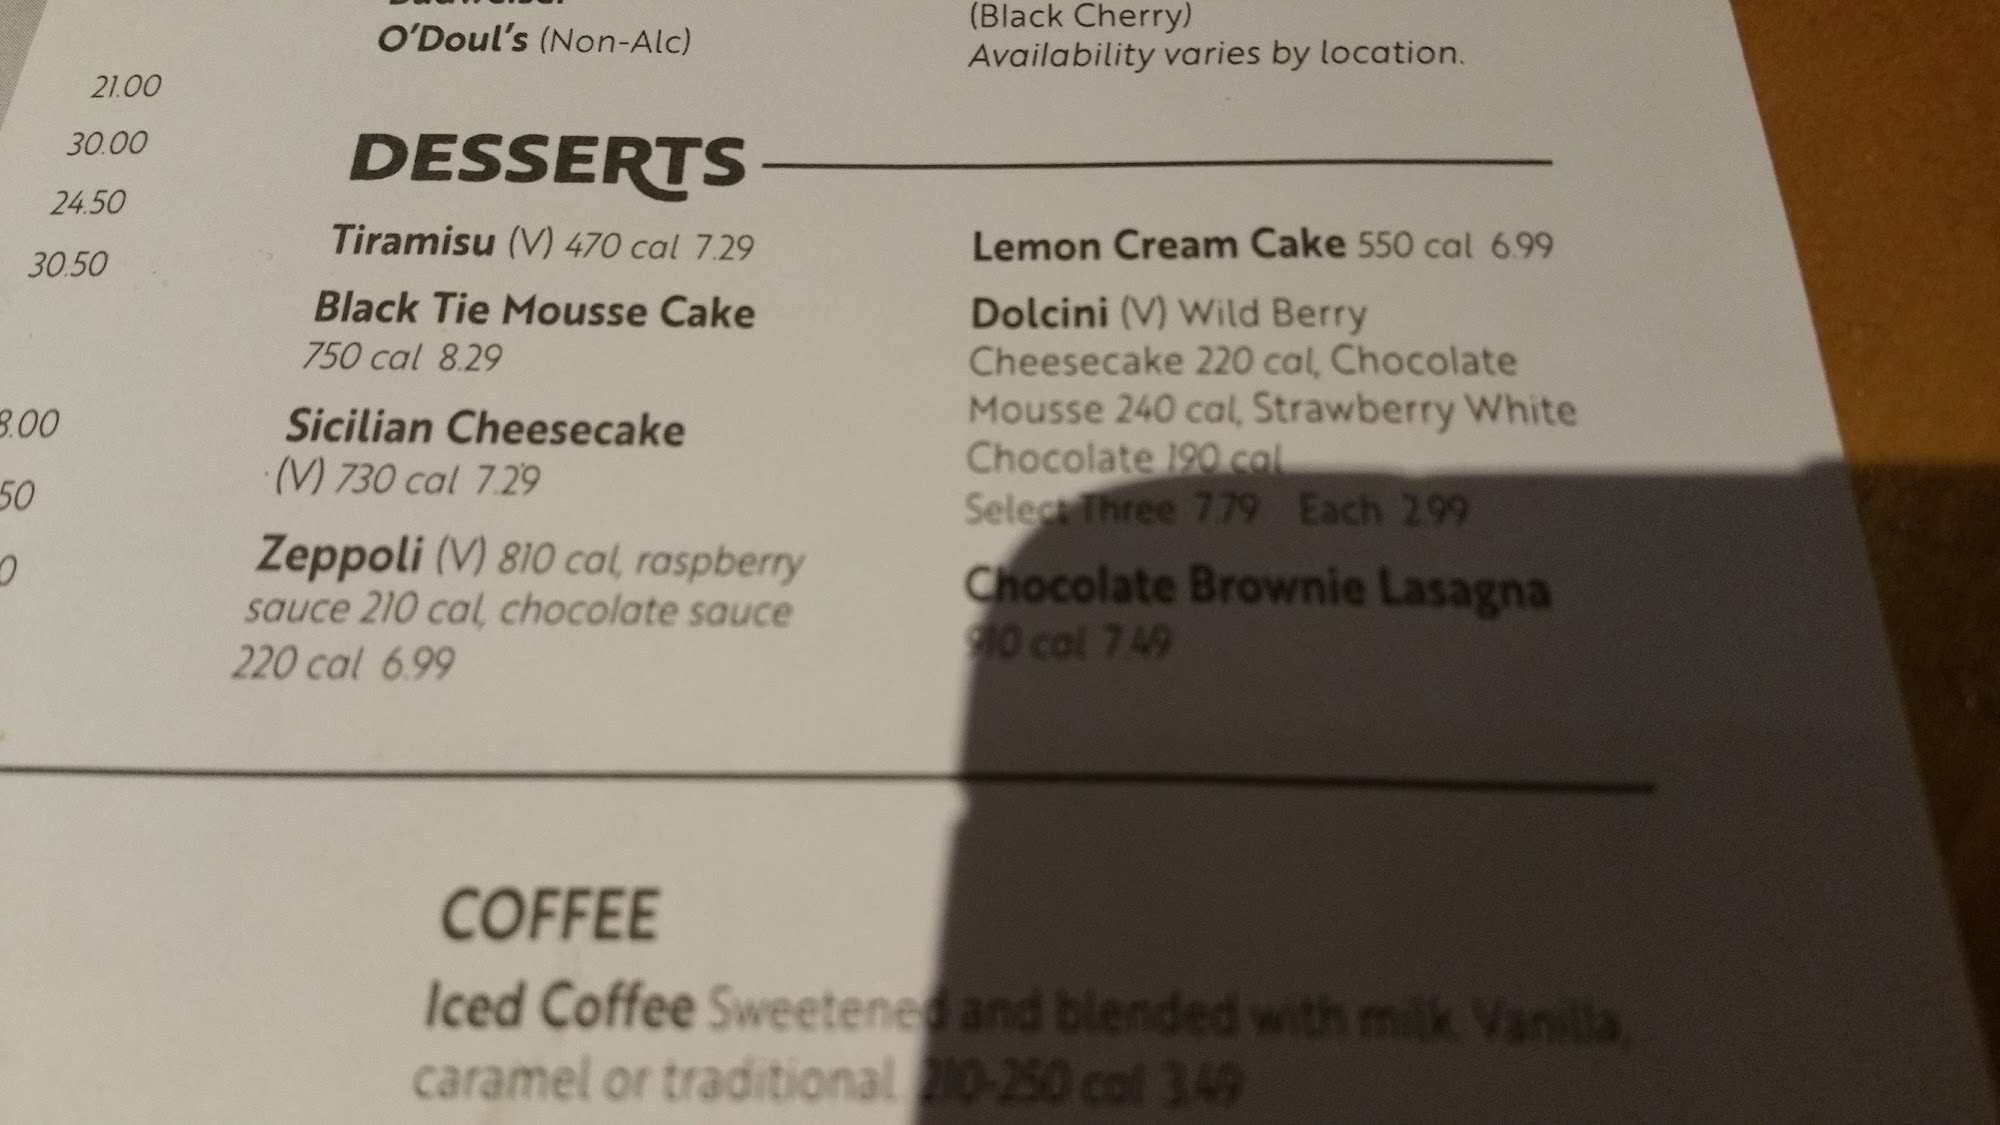 O'Doul's (Non-Alc)
(Black Cherry)
Availability varies by location.
21.00
30.00
24.50
30.50
8.00
50
0
DESSERTS
Tiramisu (V) 470 cal 7.29
Black Tie Mousse Cake
750 cal 8.29
Sicilian Cheesecake
(V) 730 cal 7.29
Zeppoli (V) 810 cal, raspberry
sauce 210 cal, chocolate sauce
220 cal 6.99
Lemon Cream Cake 550 cal 6.99
Dolcini (V) Wild Berry
Cheesecake 220 cal, Chocolate
Mousse 240 cal, Strawberry White
Chocolate 190 cal
Select Three 7.79 Each 2.99
Chocolate Brownie Lasagna
910 cal 7.49
COFFEE
Iced Coffee Sweetened and blended with milk. Vanilla,
caramel or traditional. 210-250 cal 3.49